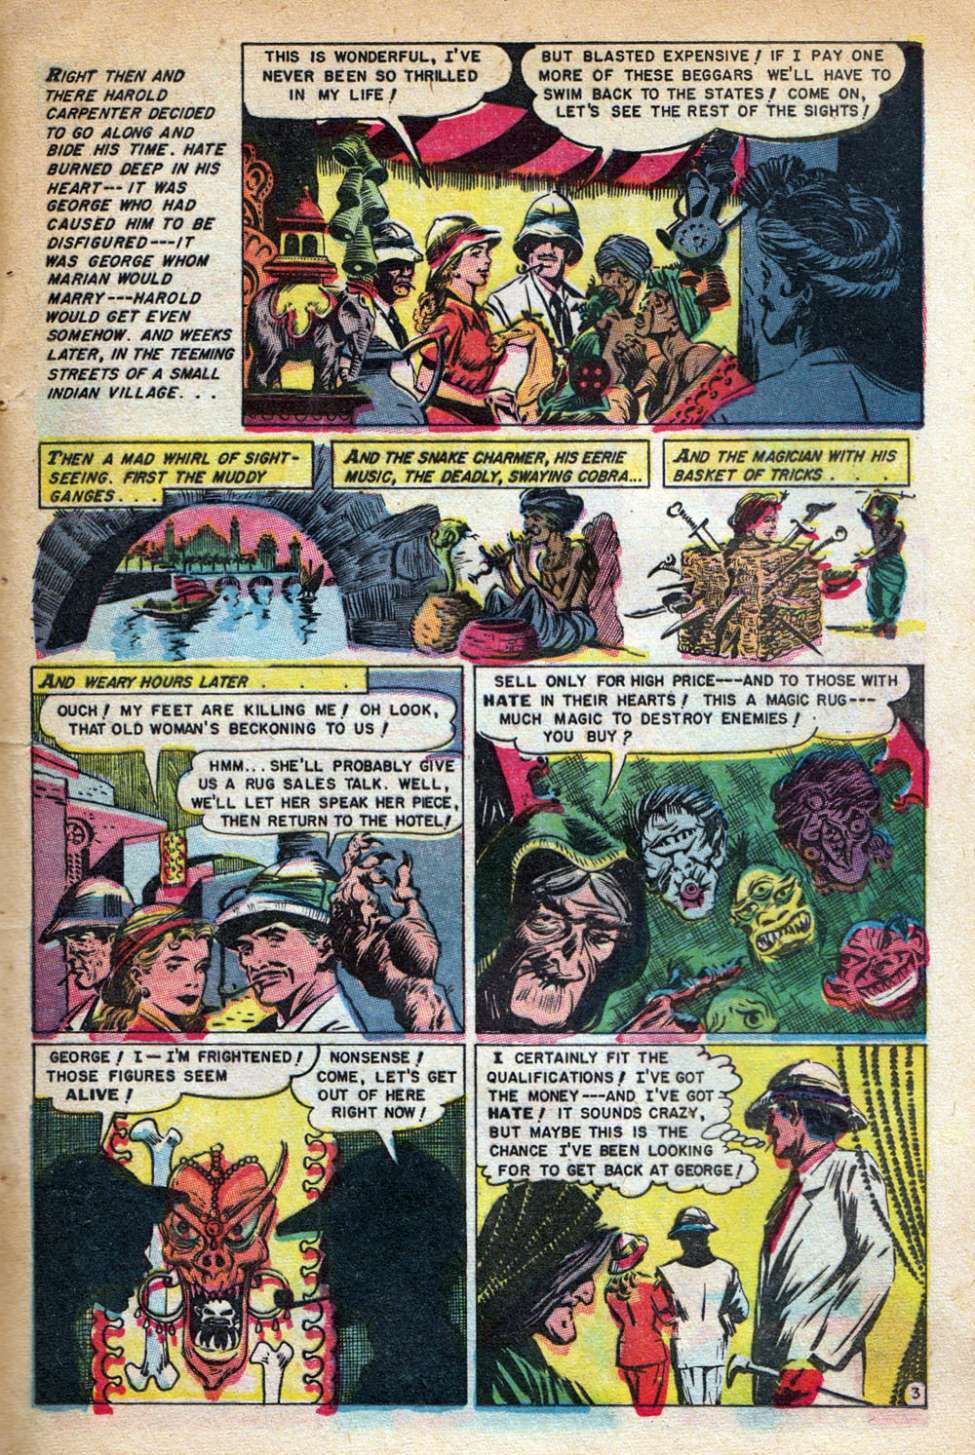 RIGHT THEN AND
THERE HAROLD
CARPENTER DECIDED
TO GO ALONG AND
BIDE HIS TIME. HATE
BURNED DEEP IN HIS
HEART--- IT WAS
GEORGE WHO HAD
CAUSED HIM TO BE
DISFIGURED---IT
WAS GEORGE WHOM
MARIAN WOULD
MARRY---HAROLD
WOULD GET EVEN
SOMEHOW. AND WEEKS
LATER, IN THE TEEMING
STREETS OF A SMALL
INDIAN VILLAGE. . .
THIS IS WONDERFUL, I'VE
NEVER BEEN SO THRILLED
IN MY LIFE!
BUT BLASTED EXPENSIVE! IF I PAY ONE
MORE OF THESE BEGGARS WE'LL HAVE TO
SWIM BACK TO THE STATES! COME ON,
LET'S SEE THE REST OF THE SIGHTS!
THEN A MAD WHIRL OF SIGHT-
SEEING. FIRST THE MUDDY
GANGES. . .
AND THE SNAKE CHARMER, HIS EERIE
MUSIC, THE DEADLY, SWAYING COBRA...
AND THE MAGICIAN WITH HIS
BASKET OF TRICKS . . . .
AND WEARY HOURS LATER . . . . .
OUCH! MY FEET ARE KILLING ME! OH LOOK,
THAT OLD WOMAN'S BECKONING TO US!
HMM... SHE'LL PROBABLY GIVE
US A RUG SALES TALK. WELL,
WE'LL LET HER SPEAK HER PIECE,
THEN RETURN TO THE HOTEL!
SELL ONLY FOR HIGH PRICE---AND TO THOSE WITH
HATE IN THEIR HEARTS! THIS A MAGIC RUG---
MUCH MAGIC TO DESTROY ENEMIES!
YOU BUY?
GEORGE! I—I'M FRIGHTENED!
THOSE FIGURES SEEM
ALIVE!
NONSENSE!
COME, LET'S GET
OUT OF HERE
RIGHT NOW!
I CERTAINLY FIT THE
QUALIFICATIONS! I'VE GOT
THE MONEY---AND I'VE GOT
HATE! IT SOUNDS CRAZY,
BUT MAYBE THIS IS THE
CHANCE I'VE BEEN LOOKING
FOR TO GET BACK AT GEORGE!
3